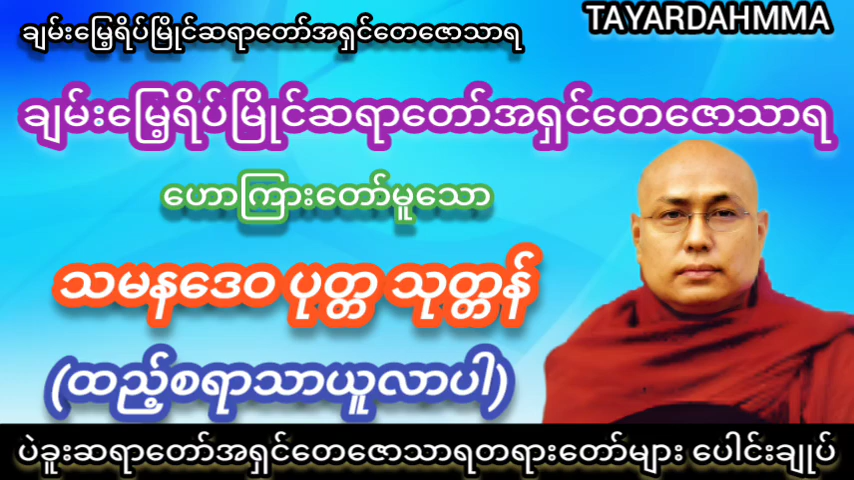 TAYARDAHMMA
ချမ်းမြေ့ရိပ်မြိုင်ဆရာတော်အရှင်တေဇောသာရ
ချမ်းမြေ့ရိပ်မြိုင်ဆရာတော်အရှင်တေဇောသာရ
ဟောကြားတော်မူသော
သမနဒေဝ ပုတ္တ သုတ္တန်
(ထည့်စရာသာယူလာပါ)
ပဲခူးဆရာတော်အရှင်တေဇောသာရတရားတော်များ ပေါင်းချုပ်